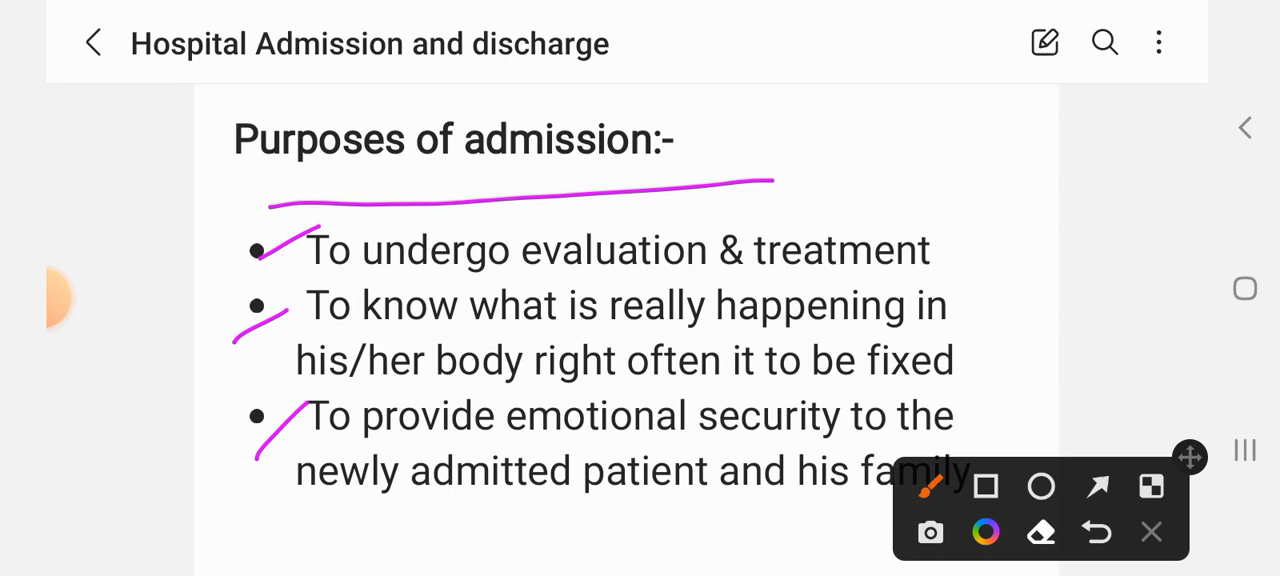 Hospital Admission and discharge
Purposes of admission:-
• To undergo evaluation & treatment
• To know what is really happening in
his/her body right often it to be fixed
• To provide emotional security to the
newly admitted patient and his family